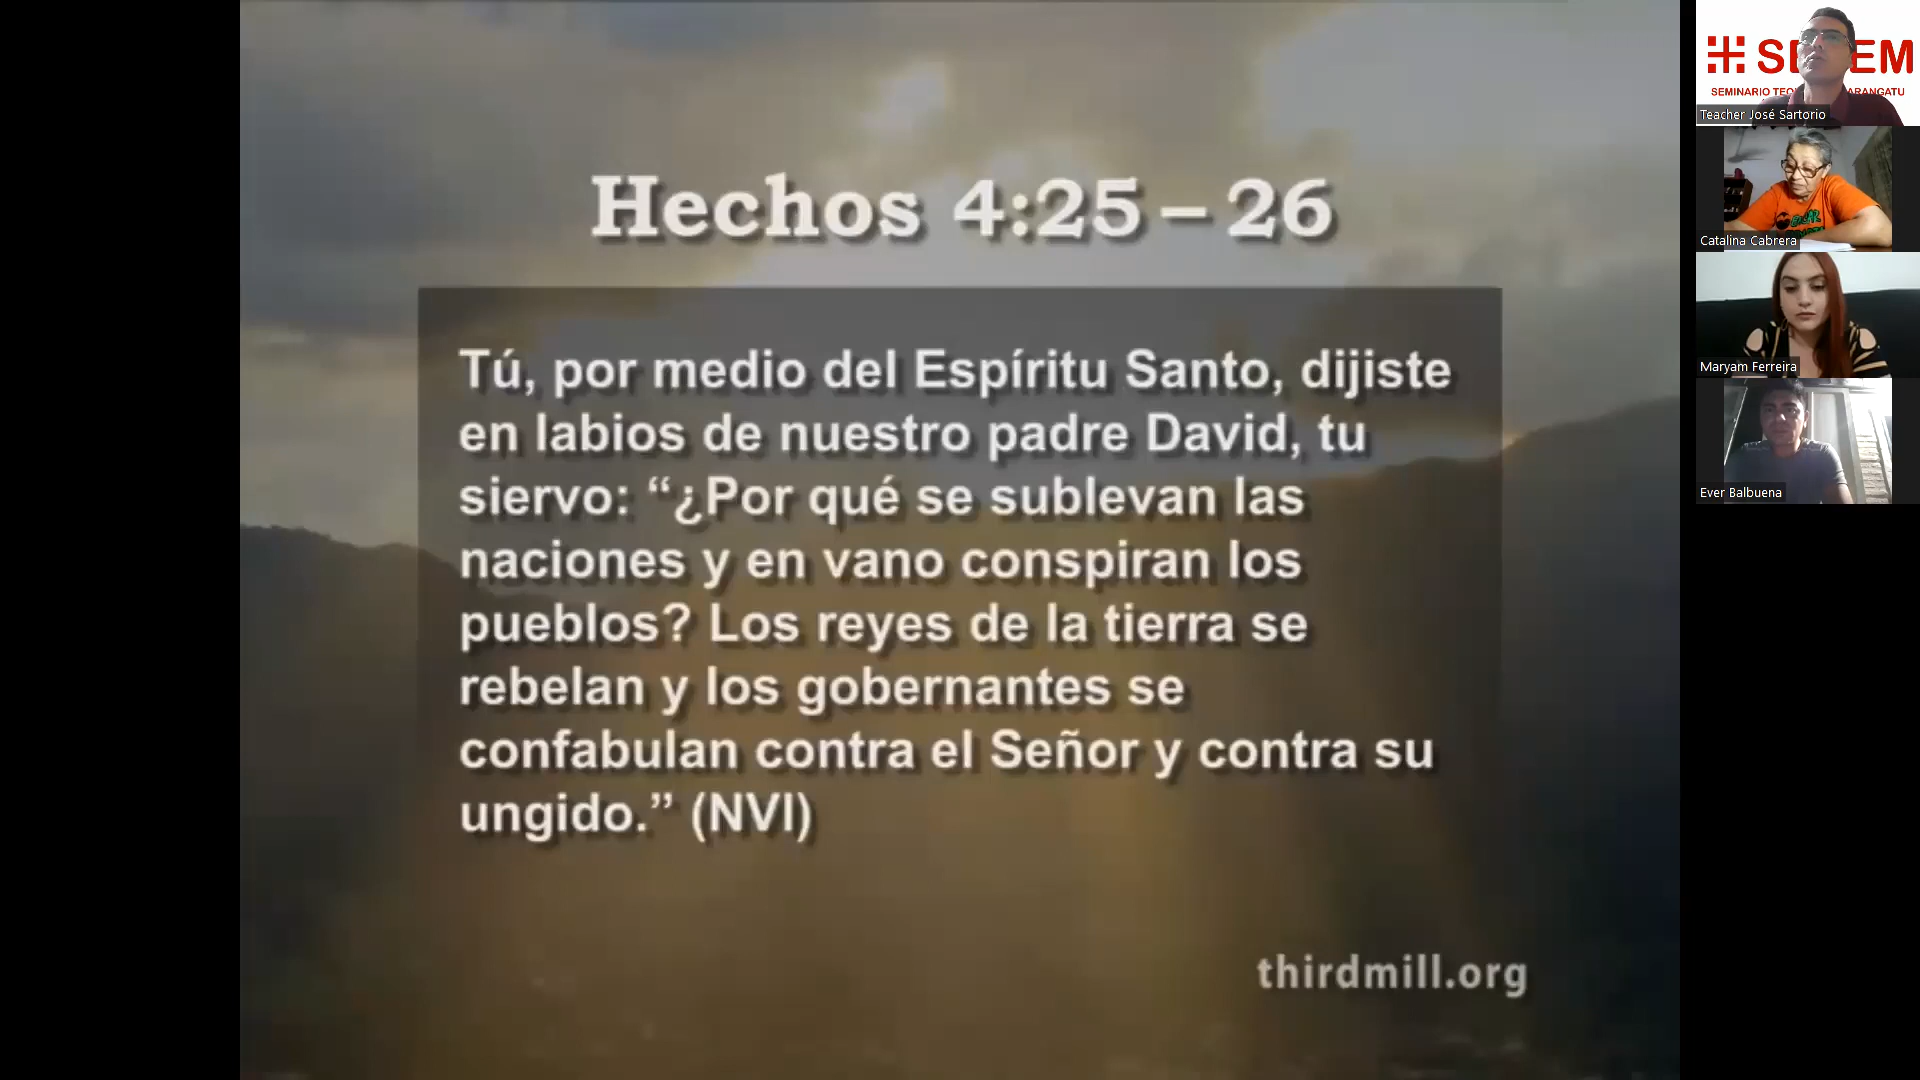 Hechos 4:25 – 26
Tú, por medio del Espíritu Santo, dijiste
en labios de nuestro padre David, tu
siervo: “¿Por qué se sublevan las
naciones y en vano conspiran los
pueblos? Los reyes de la tierra se
rebelan y los gobernantes se
confabulan contra el Señor y contra su
ungido.” (NVI)
thirdmill.org
SEMINARIO
Teacher José Sartorio
Catalina Cabrera
Maryam Ferreira
Ever Balbuena